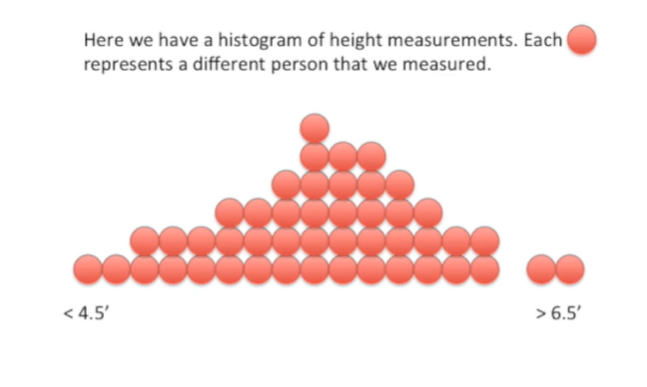 Here we have a histogram of height measurements. Each
represents a different person that we measured.
< 4.5′
> 6.5′